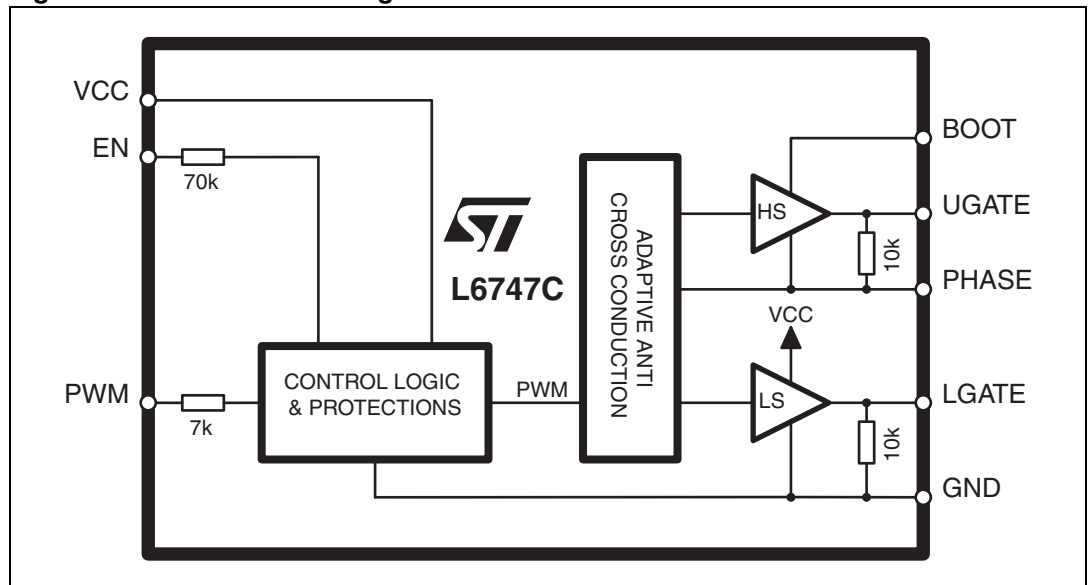 VCC
EN
70k
PWM
7k
ST
L6747C
CONTROL LOGIC
& PROTECTIONS
PWM
ADAPTIVE ANTI
CROSS CONDUCTION
HS
VCC
LS
10k
10k
BOOT
UGATE
PHASE
LGATE
GND